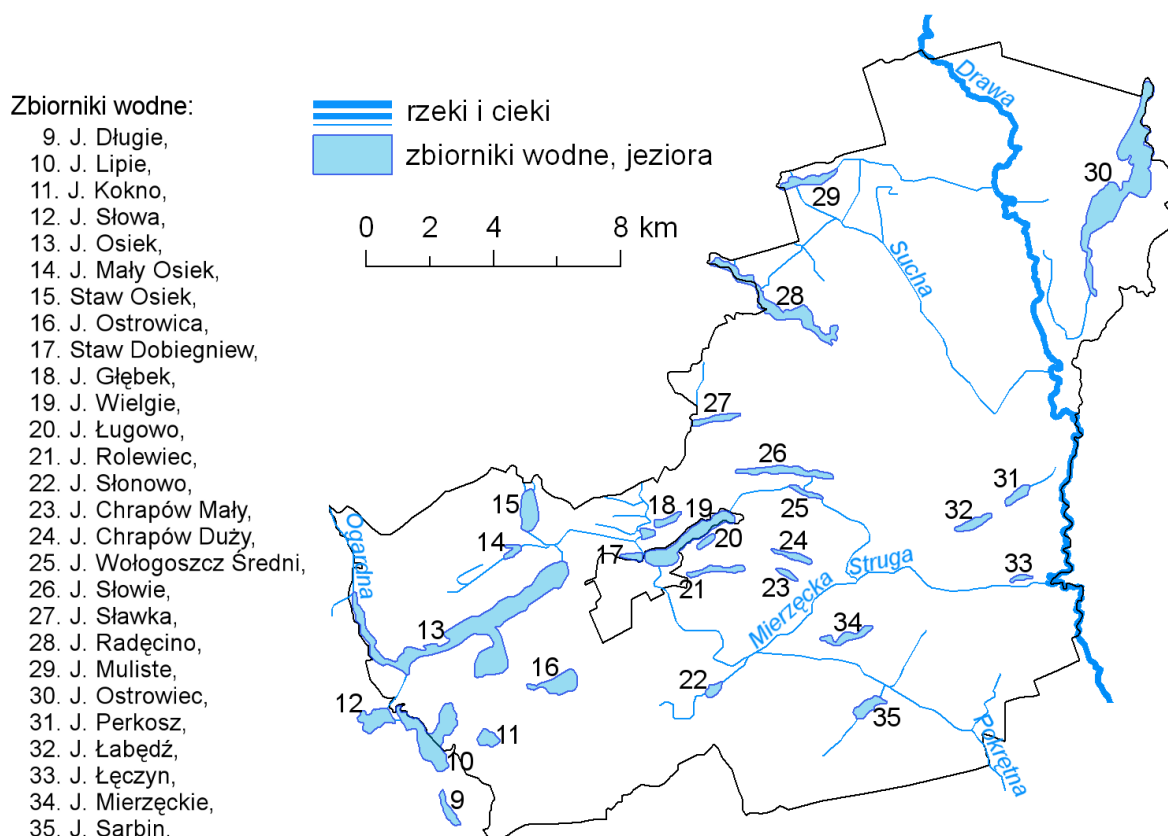 Zbiorniki wodne:
9. J. Długie,
10. J. Lipie,
11. J. Kokno,
12. J. Słowa,
13. J. Osiek,
14. J. Mały Osiek,
15. Staw Osiek,
16. J. Ostrowica,
17. Staw Dobiegniew,
18. J. Głębek,
19. J. Wielgie,
20. J. Ługowo,
21. J. Rolewiec,
22. J. Słonowo,
23. J. Chrapów Mały,
24. J. Chrapów Duży,
25. J. Wołogoszcz Średni,
26. J. Słowie,
27. J. Sławka,
28. J. Radęcino,
29. J. Muliste,
30. J. Ostrowiec,
31. J. Perkosz,
32. J. Łabędź,
33. J. Łęczyn,
34. J. Mierzęckie,
35. J. Sarbin,
rzeki i cieki
zbiorniki wodne, jeziora
0 2 4 8 km
Drawa
30
29
Sucha
28
27
26
31
15
25
18
19
32
Ogardna
14
17
20
24
21
23
Mierzęcka Struga
33
13
34
16
22
12
35
11
Pokrętna
10
9